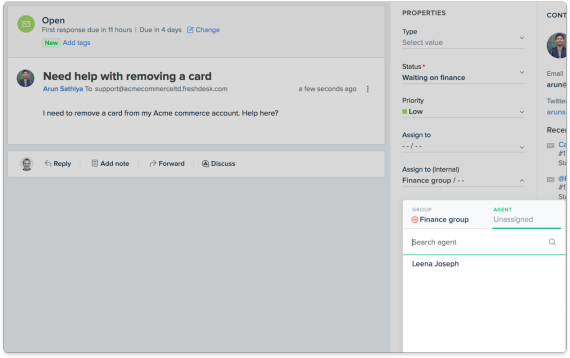 Open
First response due in 11 hours | Due in 4 days Change
New Add tags
Need help with removing a card
Arun Sathiya To support@acmecommerceltd.freshdesk.com a few seconds ago
I need to remove a card from my Acme commerce account. Help here?
Reply Add note Forward Discuss
PROPERTIES
Type
Select value
Status*
Waiting on finance
Priority
Low
Assign to
- - / - -
Assign to (internal)
Finance group / - -
GROUP
Finance group
AGENT
Unassigned
Search agent
Leena Joseph
CONT
Email
arun@
Twitte
aruns
Rece
Ca
#1
Sta
#1